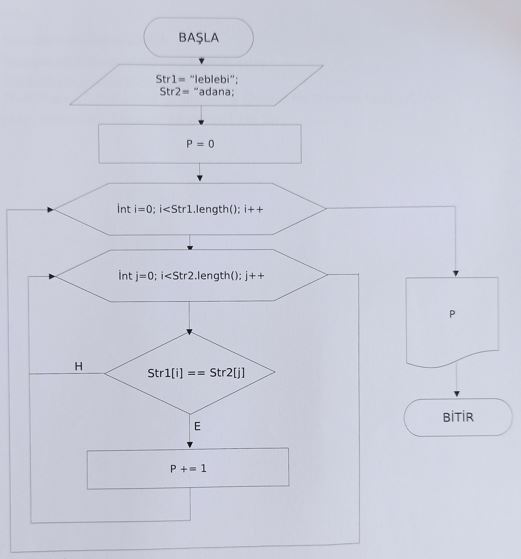 BAŞLA
Str1= "leblebi";
Str2= "adana;
P = 0
İnt i=0; i<Str1.length(); i++
İnt j=0; i<Str2.length(); j++
P
H
Str1[i] == Str2[j]
BİTİR
E
P += 1